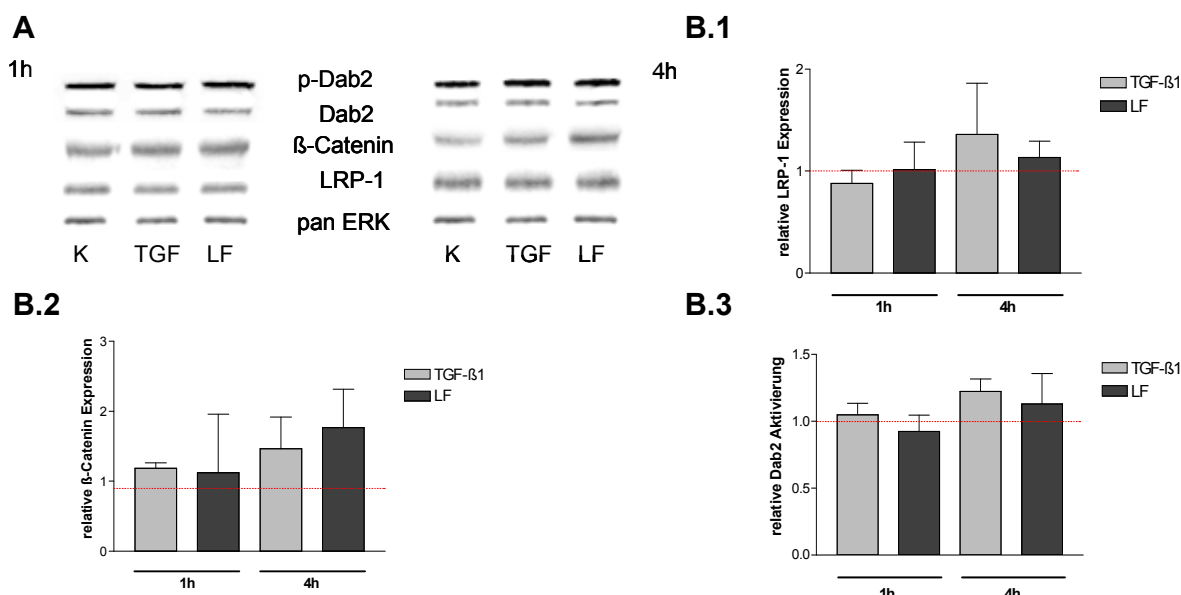 A
1h
p-Dab2
Dab2
ß-Catenin
LRP-1
pan ERK
K TGF LF
4h
K TGF LF
B.1
relative LRP-1 Expression
2
1
0
TGF-ß1
LF
1h 4h
B.2
relative ß-Catenin Expression
3
2
1
0
TGF-ß1
LF
1h 4h
B.3
relative Dab2 Aktivierung
1.5
1.0
0.5
0.0
TGF-ß1
LF
1h 4h